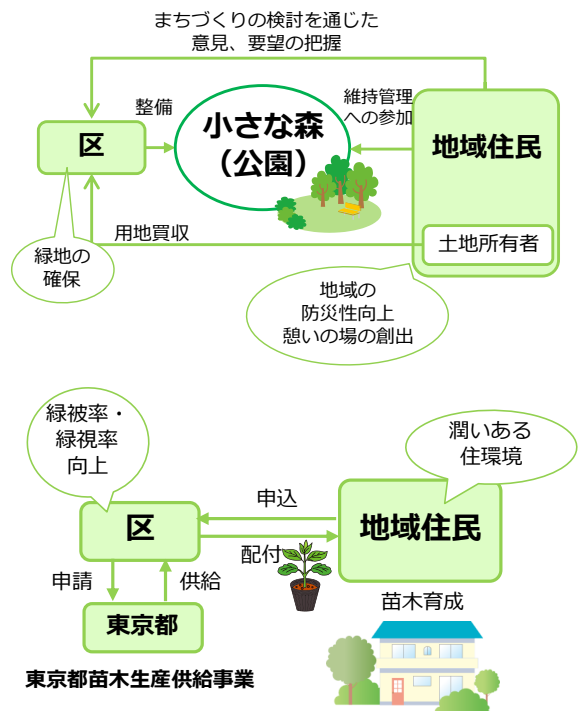 まちづくりの検討を通じた
意見、要望の把握
整備
維持管理
への参加
区
小さな森
（公園）
地域住民
用地買収
土地所有者
緑地の
確保
地域の
防災性向上
憩いの場の創出
緑被率・
緑視率
向上
潤いある
住環境
申込
区
地域住民
配付
申請
供給
苗木育成
東京都
東京都苗木生産供給事業